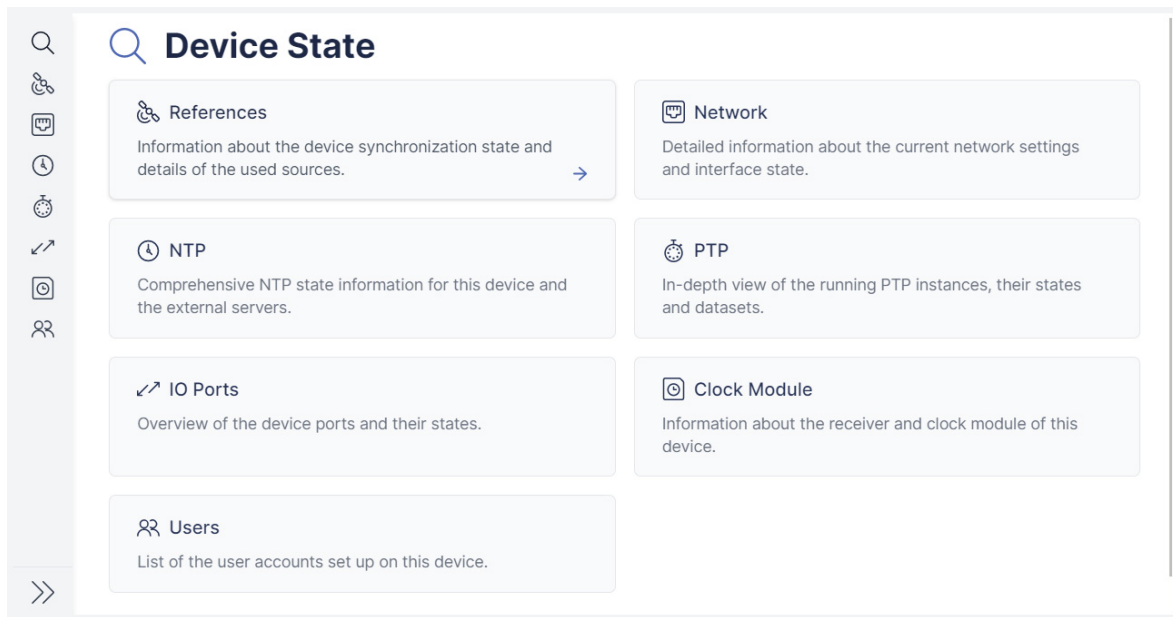 Device State
References
Information about the device synchronization state and
details of the used sources.
Network
Detailed information about the current network settings
and interface state.
NTP
Comprehensive NTP state information for this device and
the external servers.
PTP
In-depth view of the running PTP instances, their states
and datasets.
IO Ports
Overview of the device ports and their states.
Clock Module
Information about the receiver and clock module of this
device.
Users
List of the user accounts set up on this device.